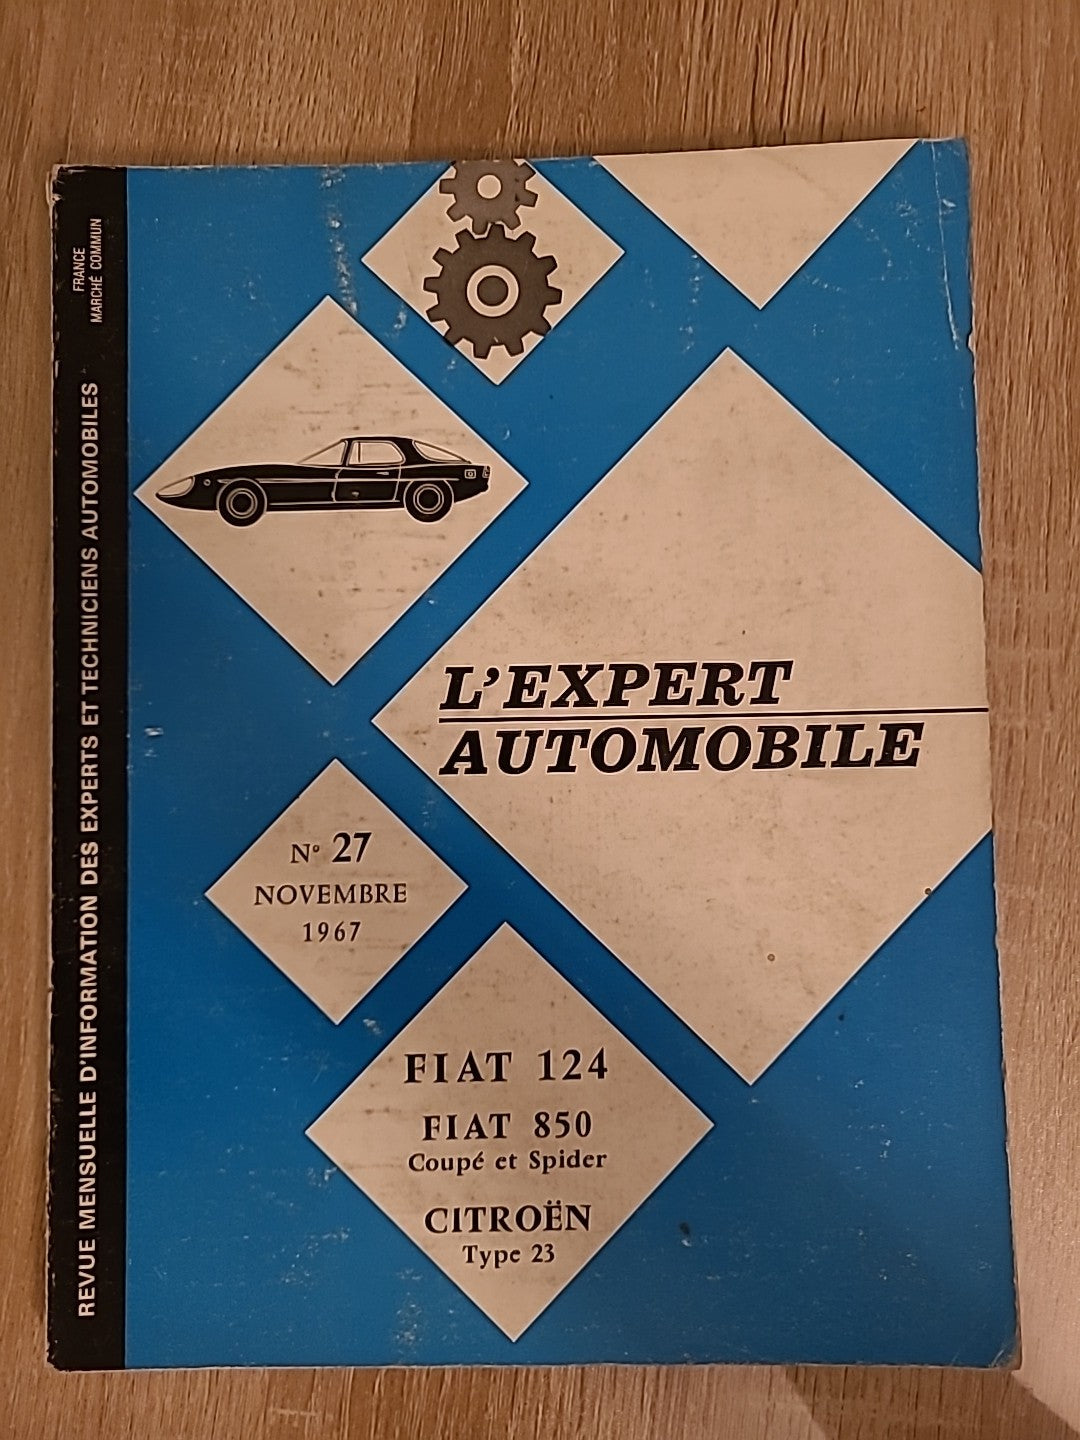 FRANCE
MARCHÉ COMMUN
REVUE MENSUELLE D'INFORMATION DES EXPERTS ET TECHNICIENS AUTOMOBILES
L'EXPERT
AUTOMOBILE
N° 27
NOVEMBRE
1967
FIAT 124
FIAT 850
Coupé et Spider
CITROËN
Type 23